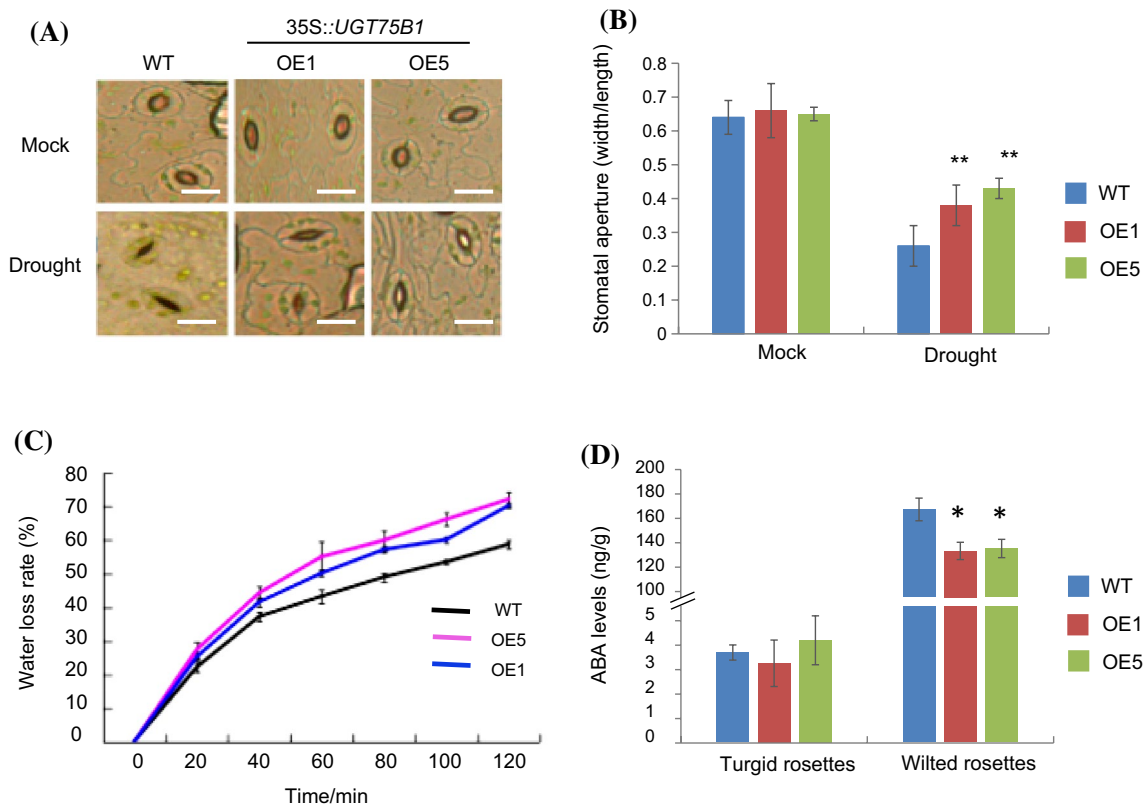 (A)
35S::UGT75B1
WT
OE1
OE5
Mock
Drought
(B)
Stomatal aperture (width/length)
0.8
0.7
0.6
0.5
0.4
0.3
0.2
0.1
0
**
**
Mock
Drought
WT
OE1
OE5
(C)
Water loss rate (%)
80
70
60
50
40
30
20
10
0
0 20 40 60 80 100 120
Time/min
WT
OE5
OE1
(D)
ABA levels (ng/g)
200
180
160
140
120
100
5
4
3
2
1
0
*
*
Turgid rosettes
Wilted rosettes
WT
OE1
OE5